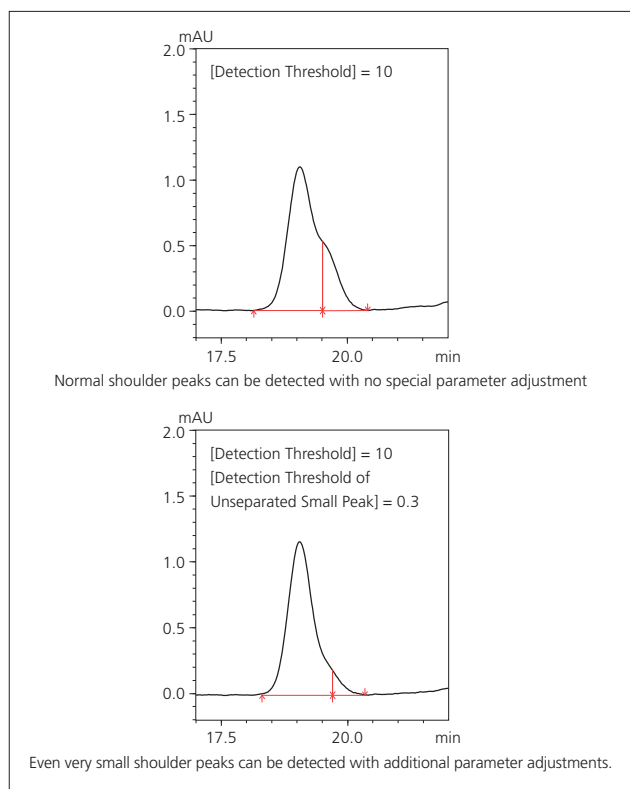 mAU
2.0
[Detection Threshold] = 10
1.5
1.0
0.5
0.0
17.5 20.0 min
Normal shoulder peaks can be detected with no special parameter adjustment
mAU
2.0
[Detection Threshold] = 10
[Detection Threshold of
Unseparated Small Peak] = 0.3
1.5
1.0
0.5
0.0
17.5 20.0 min
Even very small shoulder peaks can be detected with additional parameter adjustments.